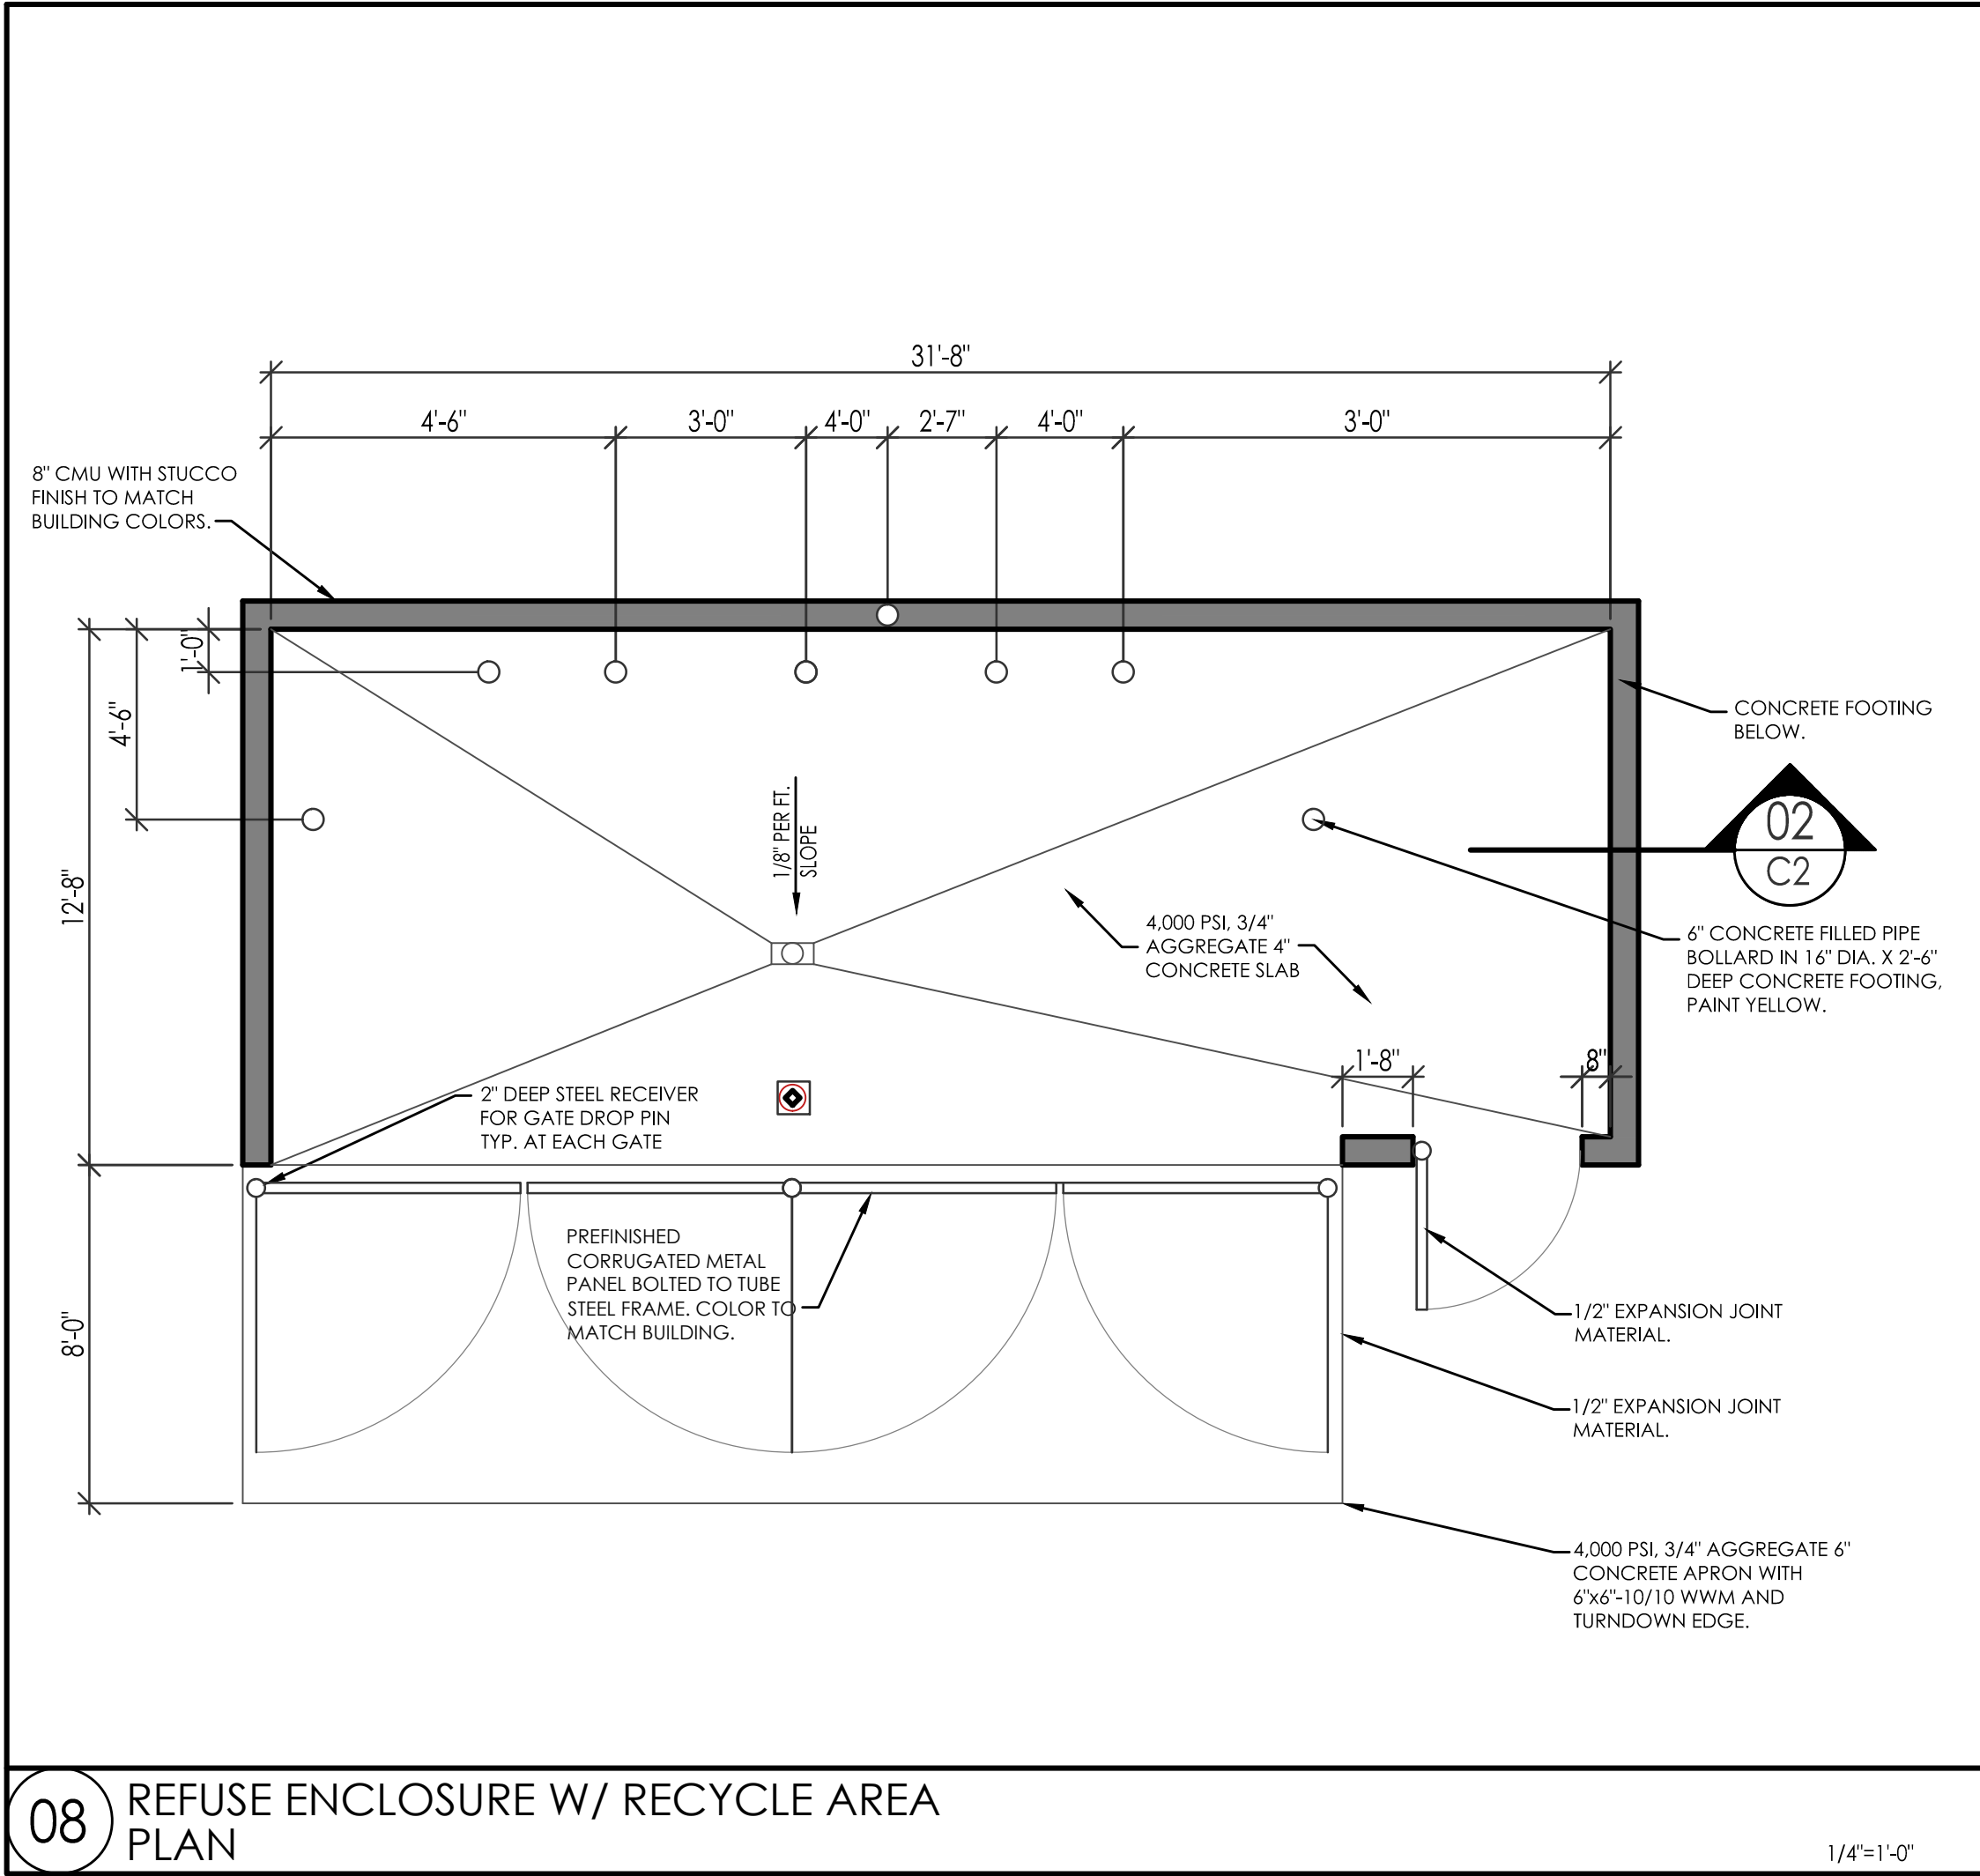 31'-8"
4'-6"
3'-0"
4'-0"
2'-7"
4'-0"
3'-0"
8" CMU WITH STUCCO
FINISH TO MATCH
BUILDING COLORS.
1'-0"
4'-6"
12'-8"
8'-0"
CONCRETE FOOTING
BELOW.
02
C2
1/8" PER FT.
SLOPE
4,000 PSI, 3/4"
AGGREGATE 4"
CONCRETE SLAB
6" CONCRETE FILLED PIPE
BOLLARD IN 16" DIA. X 2'-6"
DEEP CONCRETE FOOTING,
PAINT YELLOW.
1'-8"
8"
2" DEEP STEEL RECEIVER
FOR GATE DROP PIN
TYP. AT EACH GATE
PREFINISHED
CORRUGATED METAL
PANEL BOLTED TO TUBE
STEEL FRAME. COLOR TO
MATCH BUILDING.
1/2" EXPANSION JOINT
MATERIAL.
1/2" EXPANSION JOINT
MATERIAL.
4,000 PSI, 3/4" AGGREGATE 6"
CONCRETE APRON WITH
6"x6"-10/10 WWM AND
TURNDOWN EDGE.
08
REFUSE ENCLOSURE W/ RECYCLE AREA
PLAN
1/4"=1'-0"